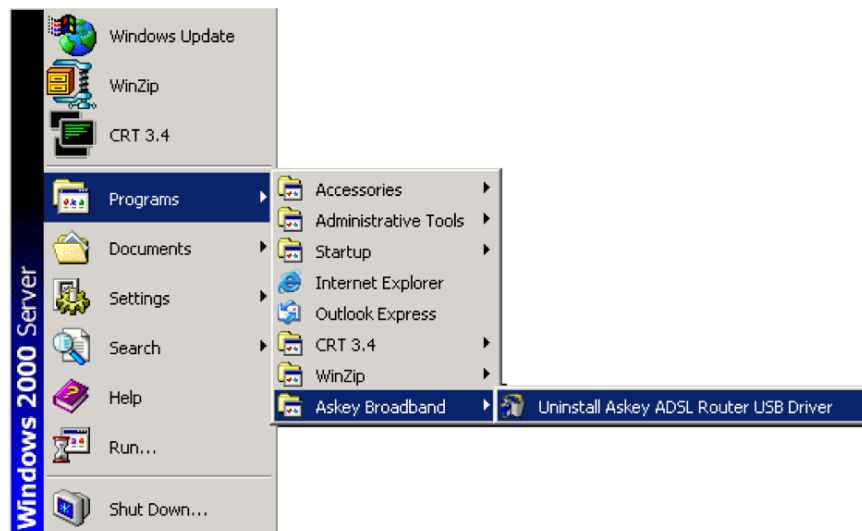 Windows Update
WinZip
CRT 3.4
Programs
Documents
Settings
Search
Help
Run...
Shut Down...
Windows 2000 Server
Accessories
Administrative Tools
Startup
Internet Explorer
Outlook Express
CRT 3.4
WinZip
Askey Broadband
Uninstall Askey ADSL Router USB Driver